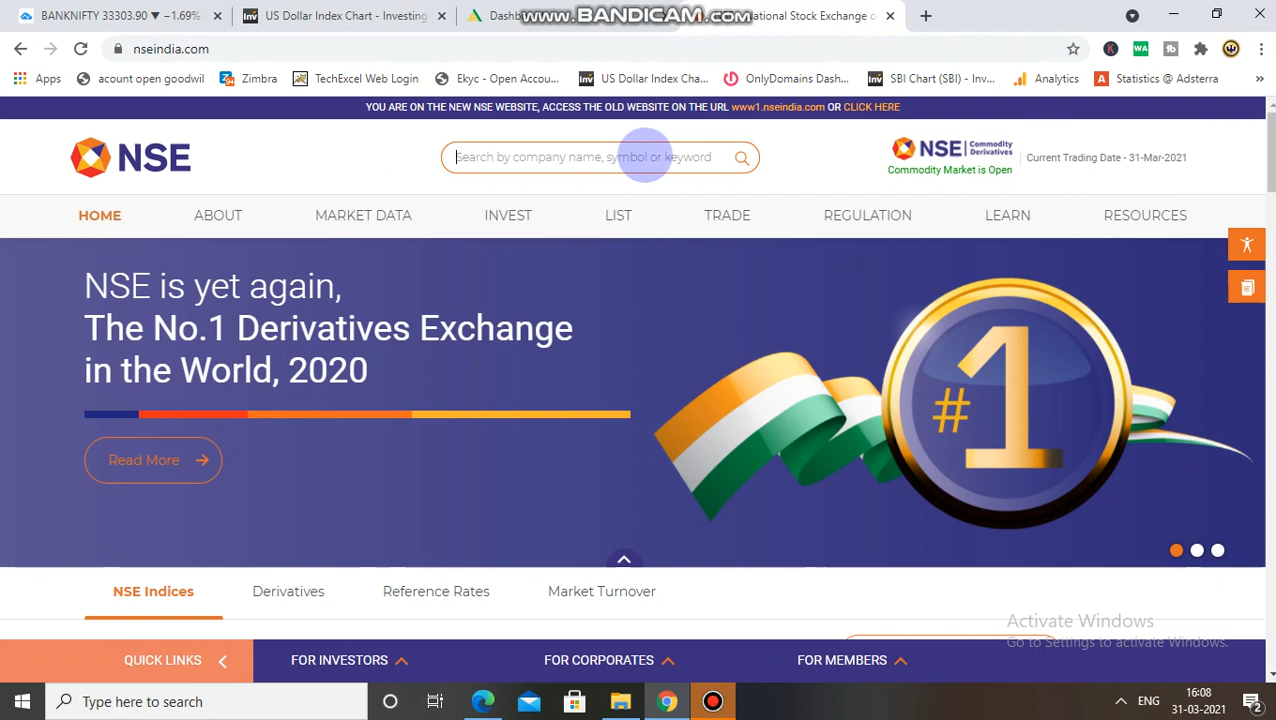 BANKNIFTY 33303.90 ▼ −1.69%
US Dollar Index Chart - Investing
Dashb
www.BANDICAM.com
ational Stock Exchange o
nseindia.com
Apps
acount open goodwil
Zimbra
TechExcel Web Login
Ekyc - Open Accou...
US Dollar Index Cha...
OnlyDomains Dash...
SBI Chart (SBI) - Inv...
Analytics
Statistics @ Adsterra
YOU ARE ON THE NEW NSE WEBSITE, ACCESS THE OLD WEBSITE ON THE URL www1.nseindia.com OR CLICK HERE
NSE
Search by company name, symbol or keyword
NSE Commodity Derivatives
Commodity Market is Open
Current Trading Date - 31-Mar-2021
HOME
ABOUT
MARKET DATA
INVEST
LIST
TRADE
REGULATION
LEARN
RESOURCES
NSE is yet again,
The No.1 Derivatives Exchange
in the World, 2020
#1
Read More
NSE Indices
Derivatives
Reference Rates
Market Turnover
Activate Windows
Go to Settings to activate Windows.
QUICK LINKS
FOR INVESTORS
FOR CORPORATES
FOR MEMBERS
Type here to search
ENG
16:08
31-03-2021
2